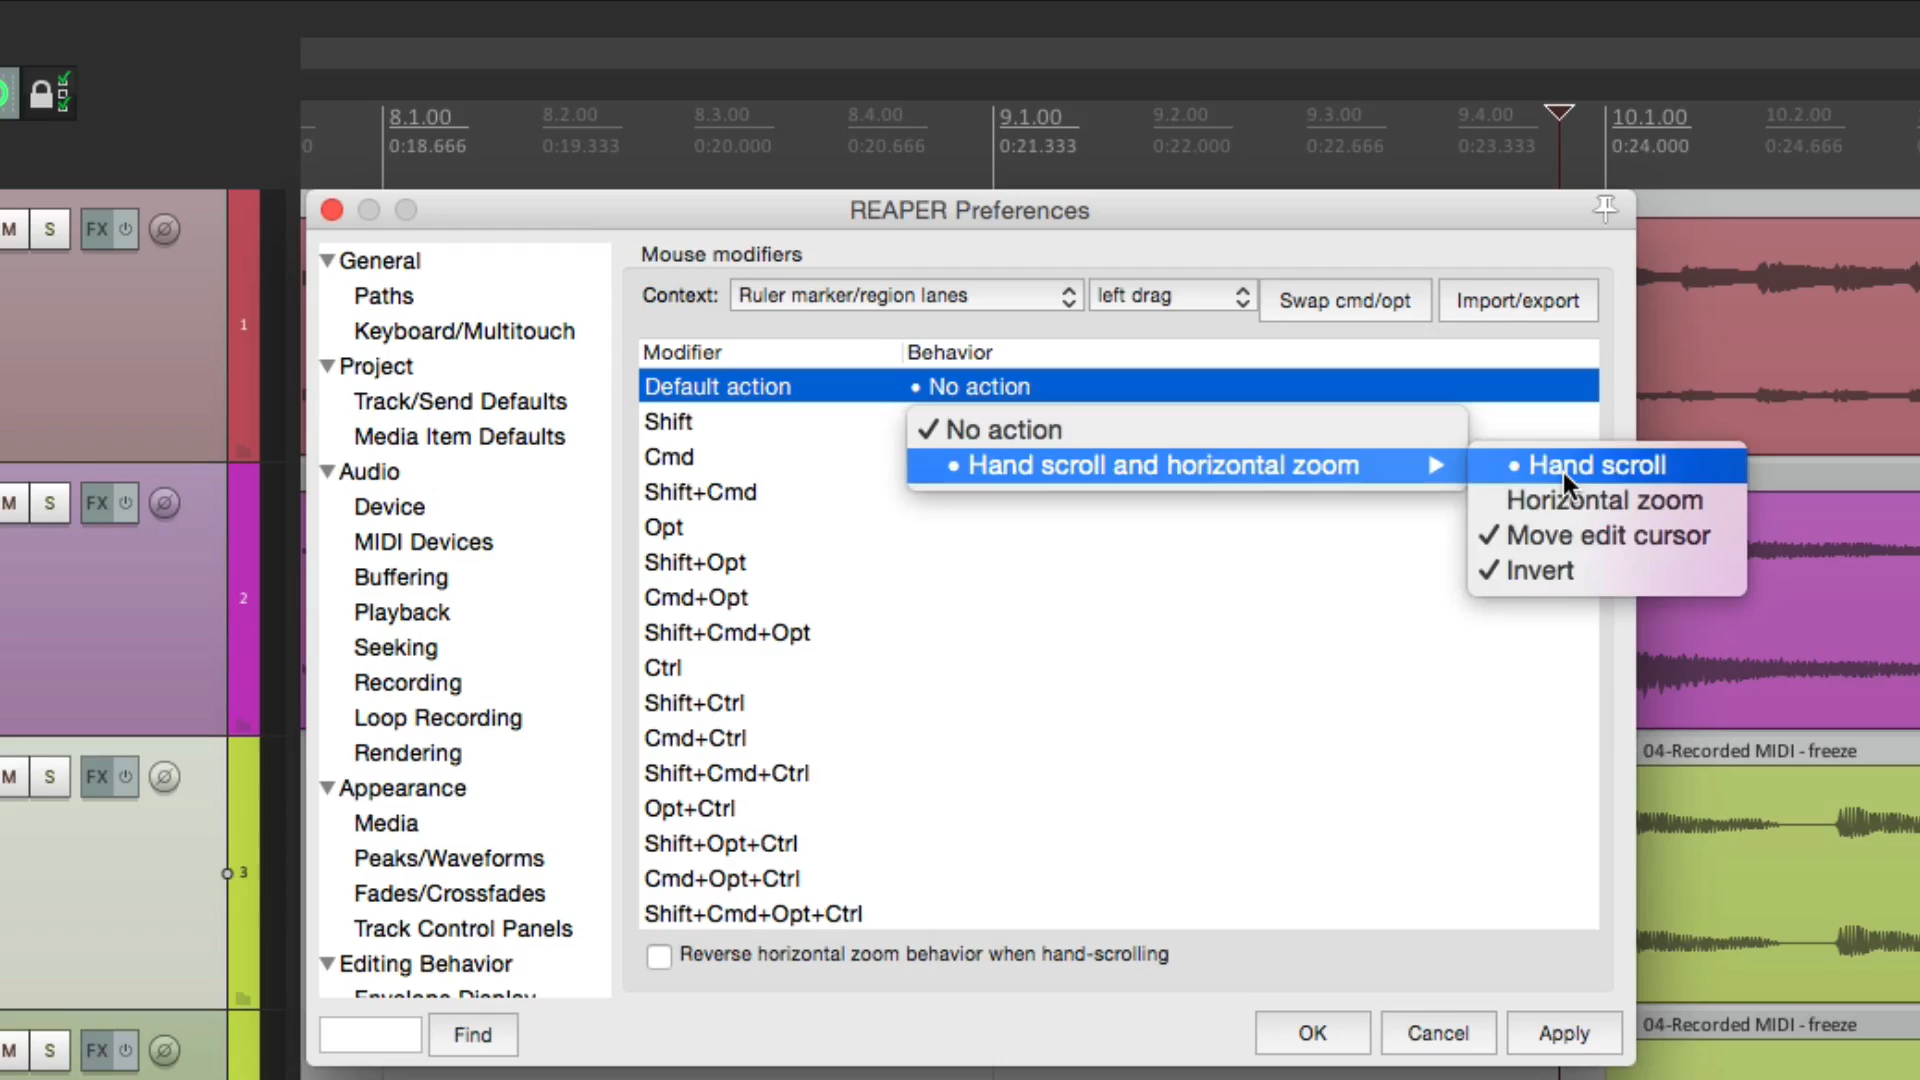 8.1.00 8.2.00 8.3.00 8.4.00 9.1.00 9.2.00 9.3.00 9.4.00 10.1.00 10.2.00
0 0:18.666 0:19.333 0:20.000 0:20.666 0:21.333 0:22.000 0:22.666 0:23.333 0:24.000 0:24.666
REAPER Preferences
M S FX
1
M S FX
2
M S FX
3
M S FX
General
Paths
Keyboard/Multitouch
Project
Track/Send Defaults
Media Item Defaults
Audio
Device
MIDI Devices
Buffering
Playback
Seeking
Recording
Loop Recording
Rendering
Appearance
Media
Peaks/Waveforms
Fades/Crossfades
Track Control Panels
Editing Behavior
Envelope Display
Find
Mouse modifiers
Context: Ruler marker/region lanes left drag Swap cmd/opt Import/export
Modifier Behavior
Default action • No action
Shift
Cmd
Shift+Cmd
Opt
Shift+Opt
Cmd+Opt
Shift+Cmd+Opt
Ctrl
Shift+Ctrl
Cmd+Ctrl
Shift+Cmd+Ctrl
Opt+Ctrl
Shift+Opt+Ctrl
Cmd+Opt+Ctrl
Shift+Cmd+Opt+Ctrl
✓ No action
• Hand scroll and horizontal zoom
• Hand scroll
Horizontal zoom
✓ Move edit cursor
✓ Invert
Reverse horizontal zoom behavior when hand-scrolling
OK Cancel Apply
04-Recorded MIDI - freeze
04-Recorded MIDI - freeze